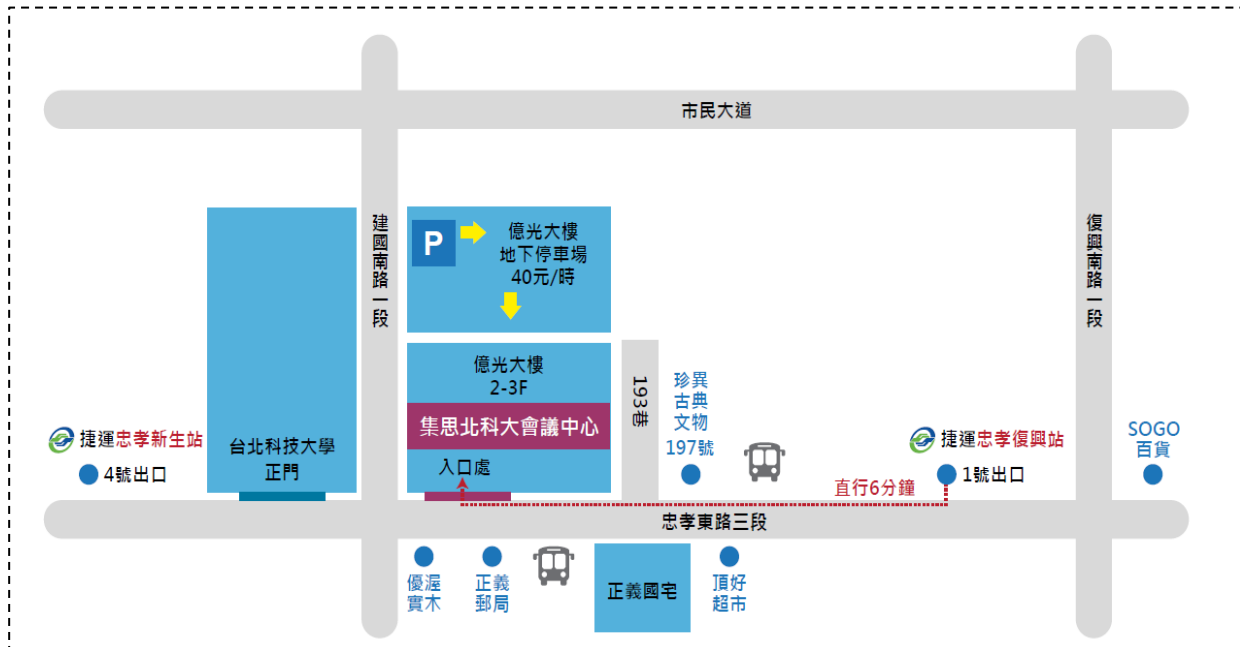 市民大道
建國南路一段
復興南路一段
P
億光大樓
地下停車場
40元/時
億光大樓
2-3F
集思北科大會議中心
入口處
193巷
珍異
古典
文物
197號
捷運忠孝新生站
4號出口
台北科技大學
正門
捷運忠孝復興站
1號出口
SOGO
百貨
直行6分鐘
忠孝東路三段
優渥
實木
正義
郵局
正義國宅
頂好
超市